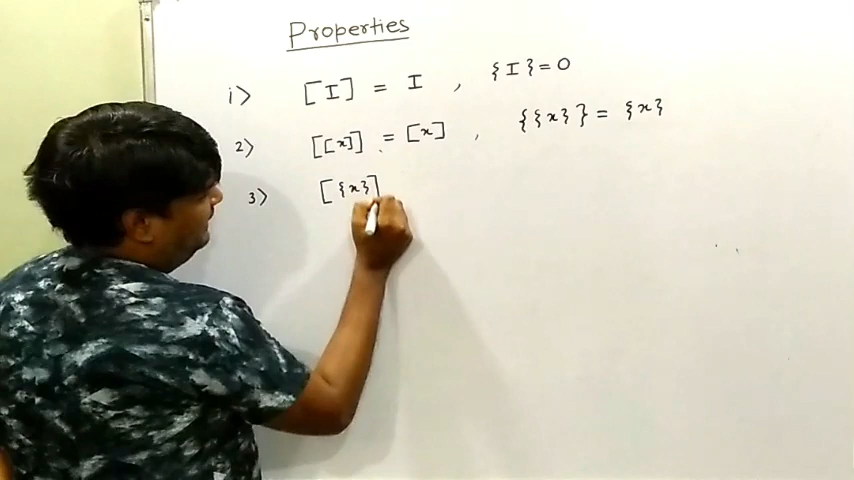 Properties
i> [I] = I , {I} = 0
2> [[x]] = [x] , {{x}} = {x}
3> [{x}]